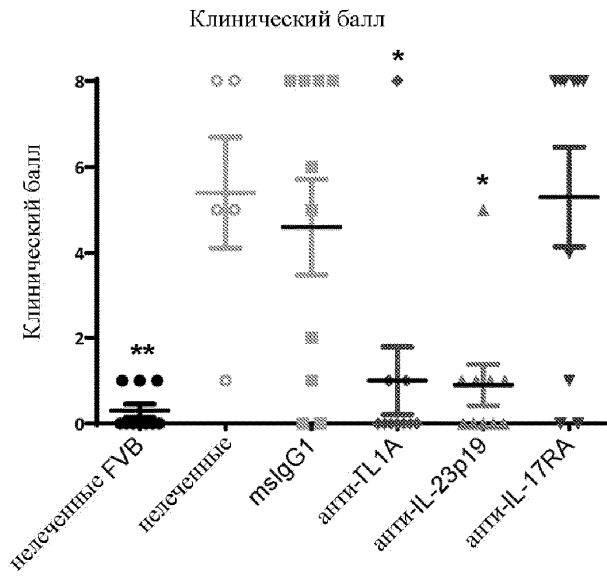 Клинический балл
Клинический балл
8
6
4
2
0
**
*
*
нелеченные FVB
нелеченные
msIgG1
анти-TL1A
анти-IL-23p19
анти-IL-17RA